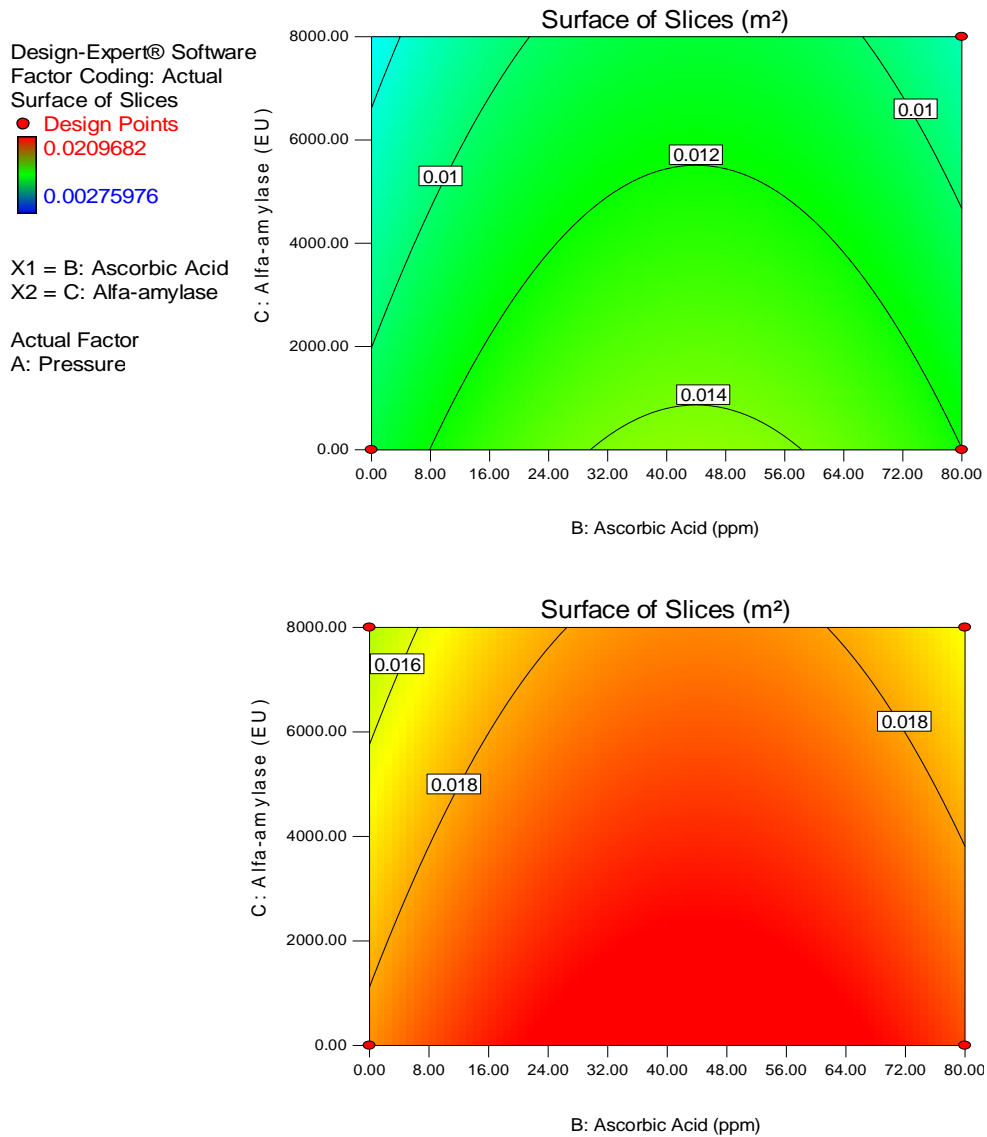 Design-Expert® Software
Factor Coding: Actual
Surface of Slices
Design Points
0.0209682
0.00275976
X1 = B: Ascorbic Acid
X2 = C: Alfa-amylase
Actual Factor
A: Pressure
Surface of Slices (m²)
C: Alfa-amylase (EU)
8000.00
6000.00
4000.00
2000.00
0.00
0.01
0.012
0.01
0.014
0.00 8.00 16.00 24.00 32.00 40.00 48.00 56.00 64.00 72.00 80.00
B: Ascorbic Acid (ppm)
Surface of Slices (m²)
C: Alfa-amylase (EU)
8000.00
6000.00
4000.00
2000.00
0.00
0.016
0.018
0.018
0.00 8.00 16.00 24.00 32.00 40.00 48.00 56.00 64.00 72.00 80.00
B: Ascorbic Acid (ppm)